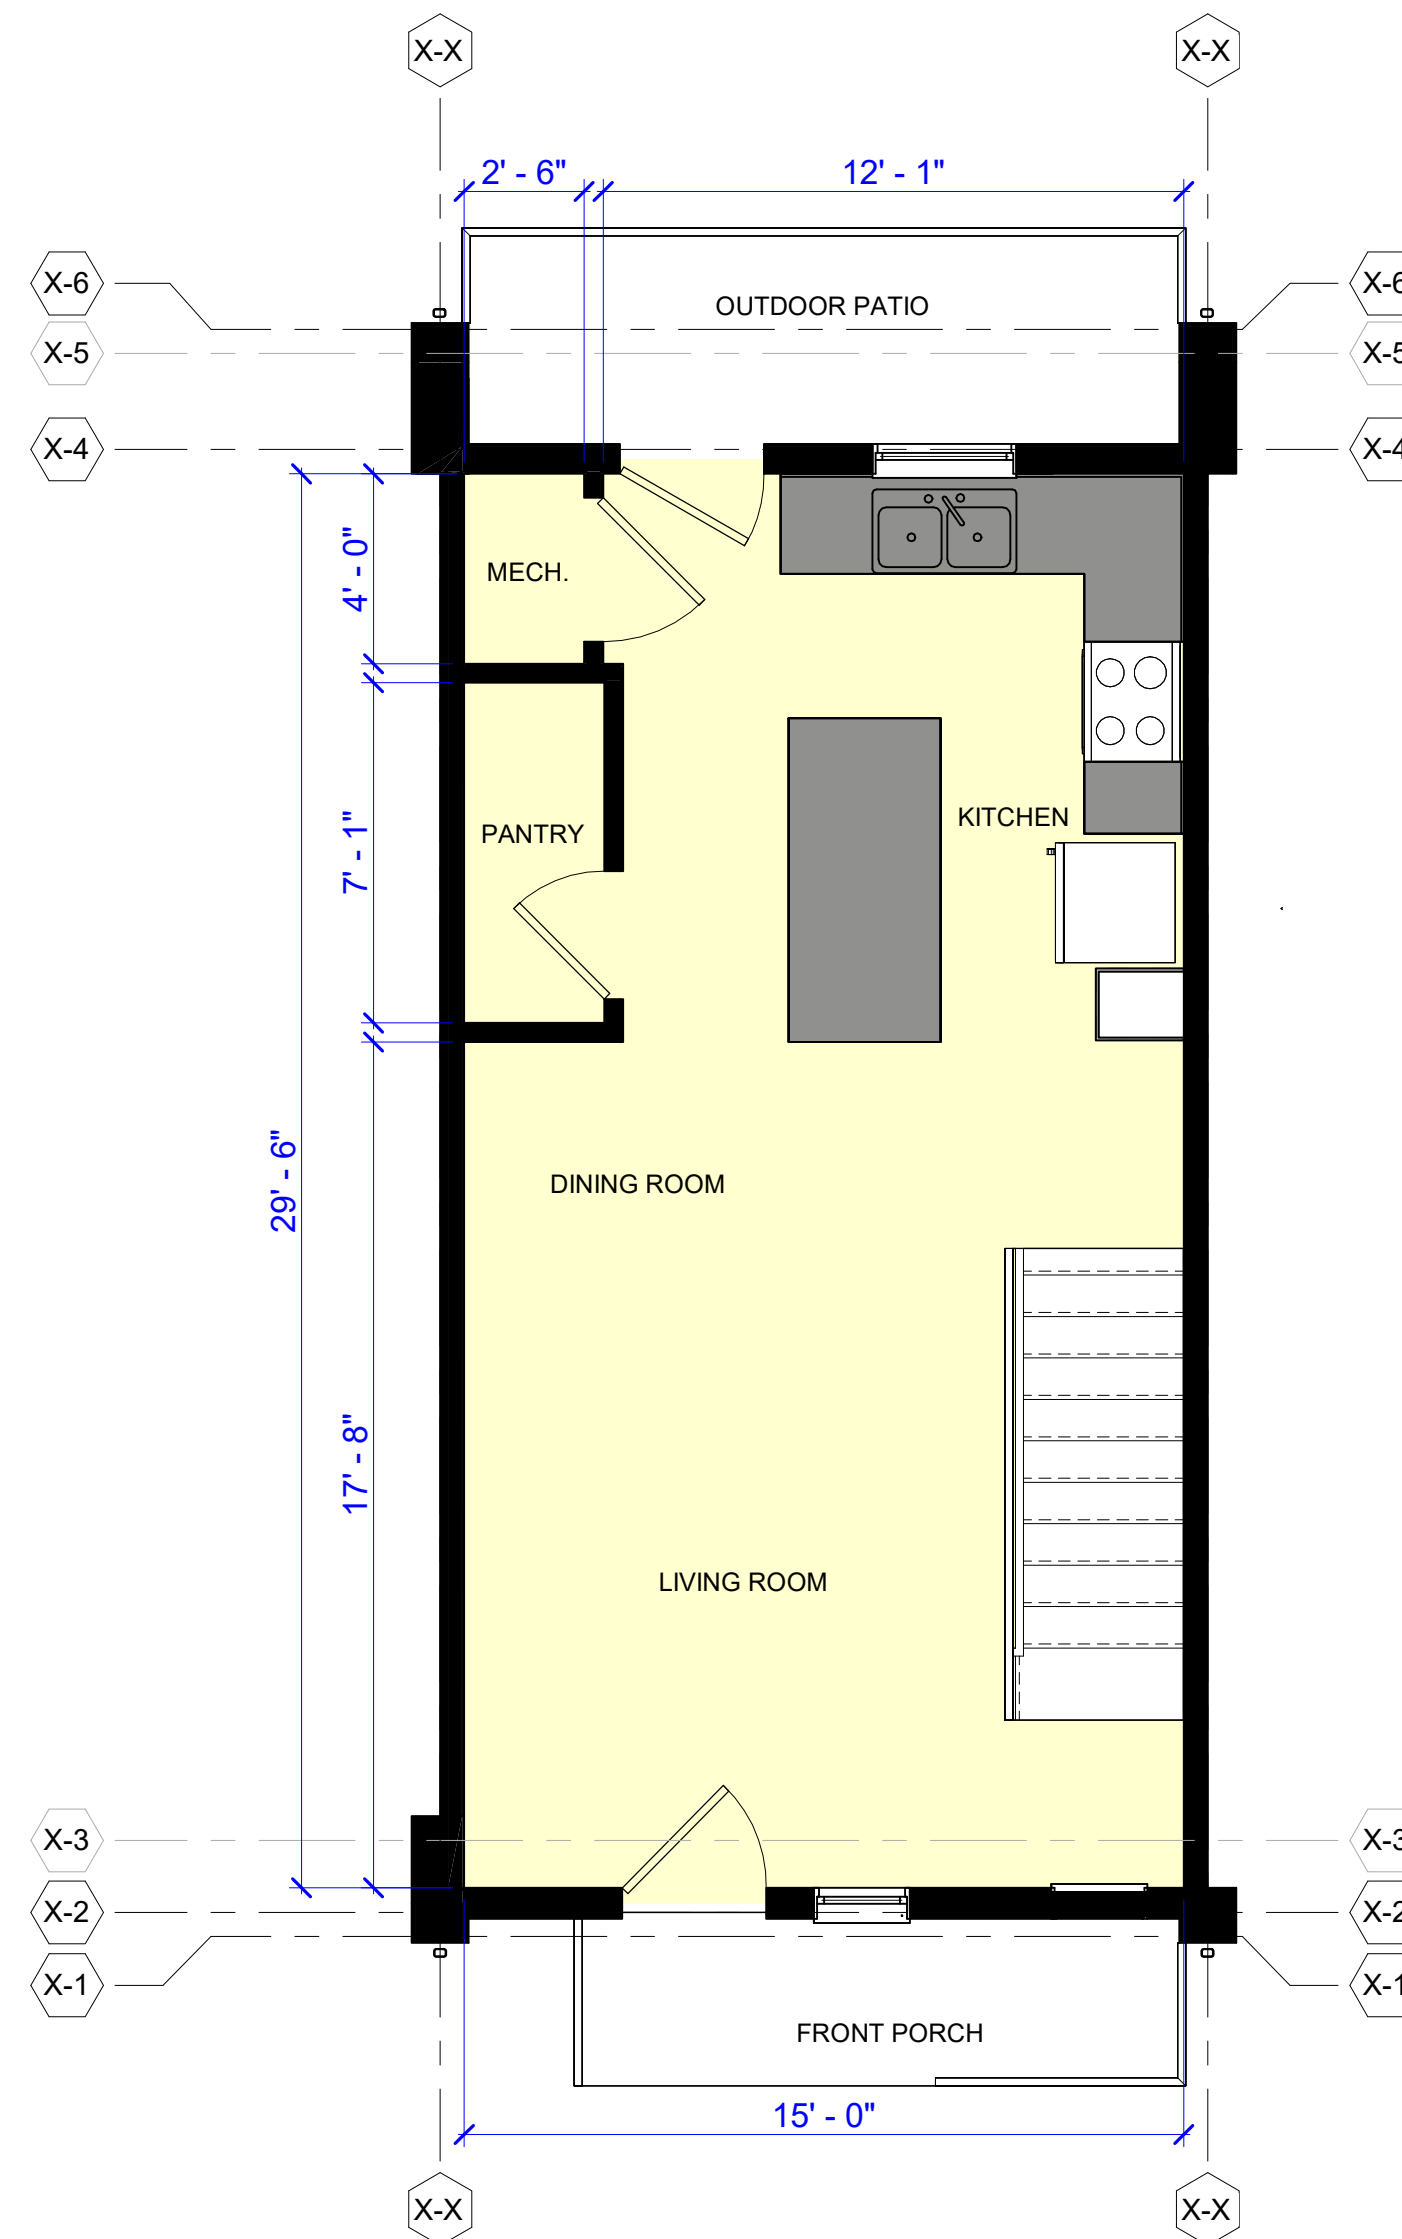 X-X X-X
2' - 6" 12' - 1"
X-6 OUTDOOR PATIO X-6
X-5 X-5
X-4 X-4
4' - 0" MECH.
7' - 1" PANTRY KITCHEN
29' - 6" DINING ROOM
17' - 8"
LIVING ROOM
X-3 X-3
X-2 X-2
X-1 X-1
FRONT PORCH
15' - 0"
X-X X-X